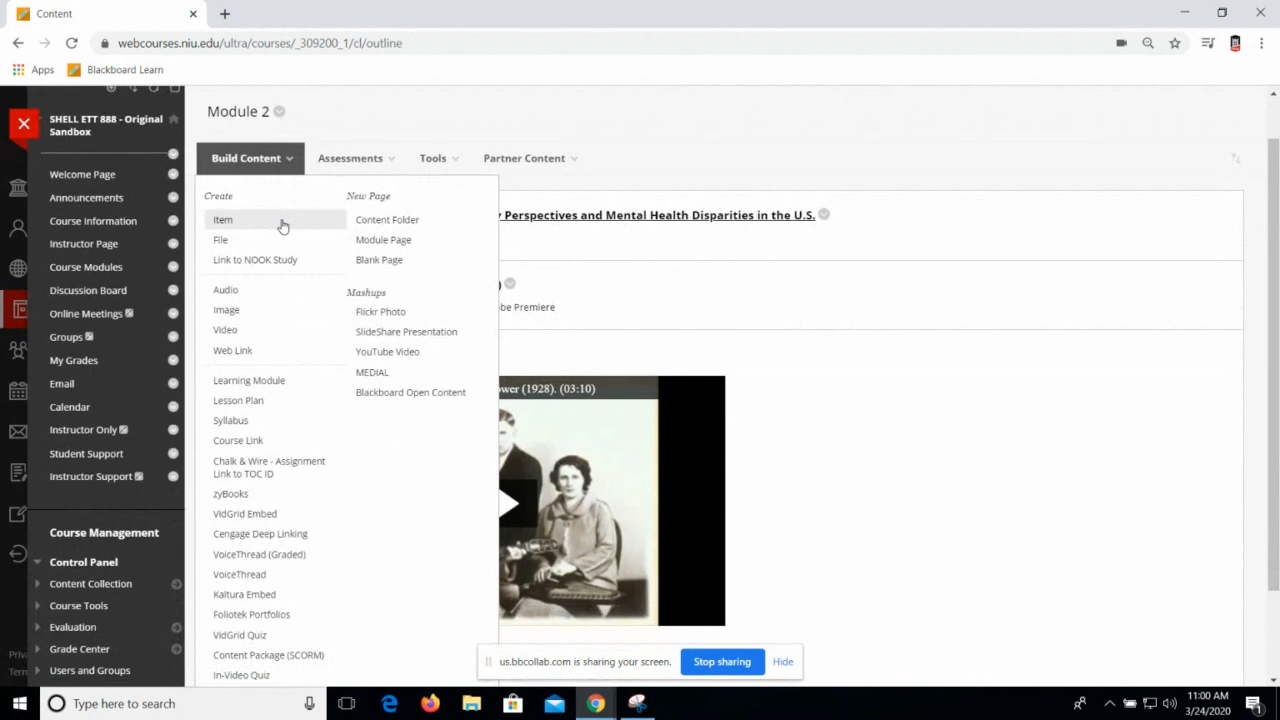 Content
webcourses.niu.edu/ultra/courses/_309200_1/cl/outline
Apps
Blackboard Learn
SHELL ETT 888 - Original
Sandbox
Welcome Page
Announcements
Course Information
Instructor Page
Course Modules
Discussion Board
Online Meetings
Groups
My Grades
Email
Calendar
Instructor Only
Student Support
Instructor Support
Course Management
Control Panel
Content Collection
Course Tools
Evaluation
Grade Center
Users and Groups
Priv
Term
Module 2
Build Content
Assessments
Tools
Partner Content
Create
Item
File
Link to NOOK Study
Audio
Image
Video
Web Link
Learning Module
Lesson Plan
Syllabus
Course Link
Chalk & Wire - Assignment
Link to TOC ID
zyBooks
VidGrid Embed
Cengage Deep Linking
VoiceThread (Graded)
VoiceThread
Kaltura Embed
Foliotek Portfolios
VidGrid Quiz
Content Package (SCORM)
In-Video Quiz
New Page
Content Folder
Module Page
Blank Page
Mashups
Flickr Photo
SlideShare Presentation
YouTube Video
MEDIAL
Blackboard Open Content
y Perspectives and Mental Health Disparities in the U.S.
)
be Premiere
ower (1928). (03:10)
us.bbcollab.com is sharing your screen.
Stop sharing
Hide
Type here to search
11:00 AM
3/24/2020
1